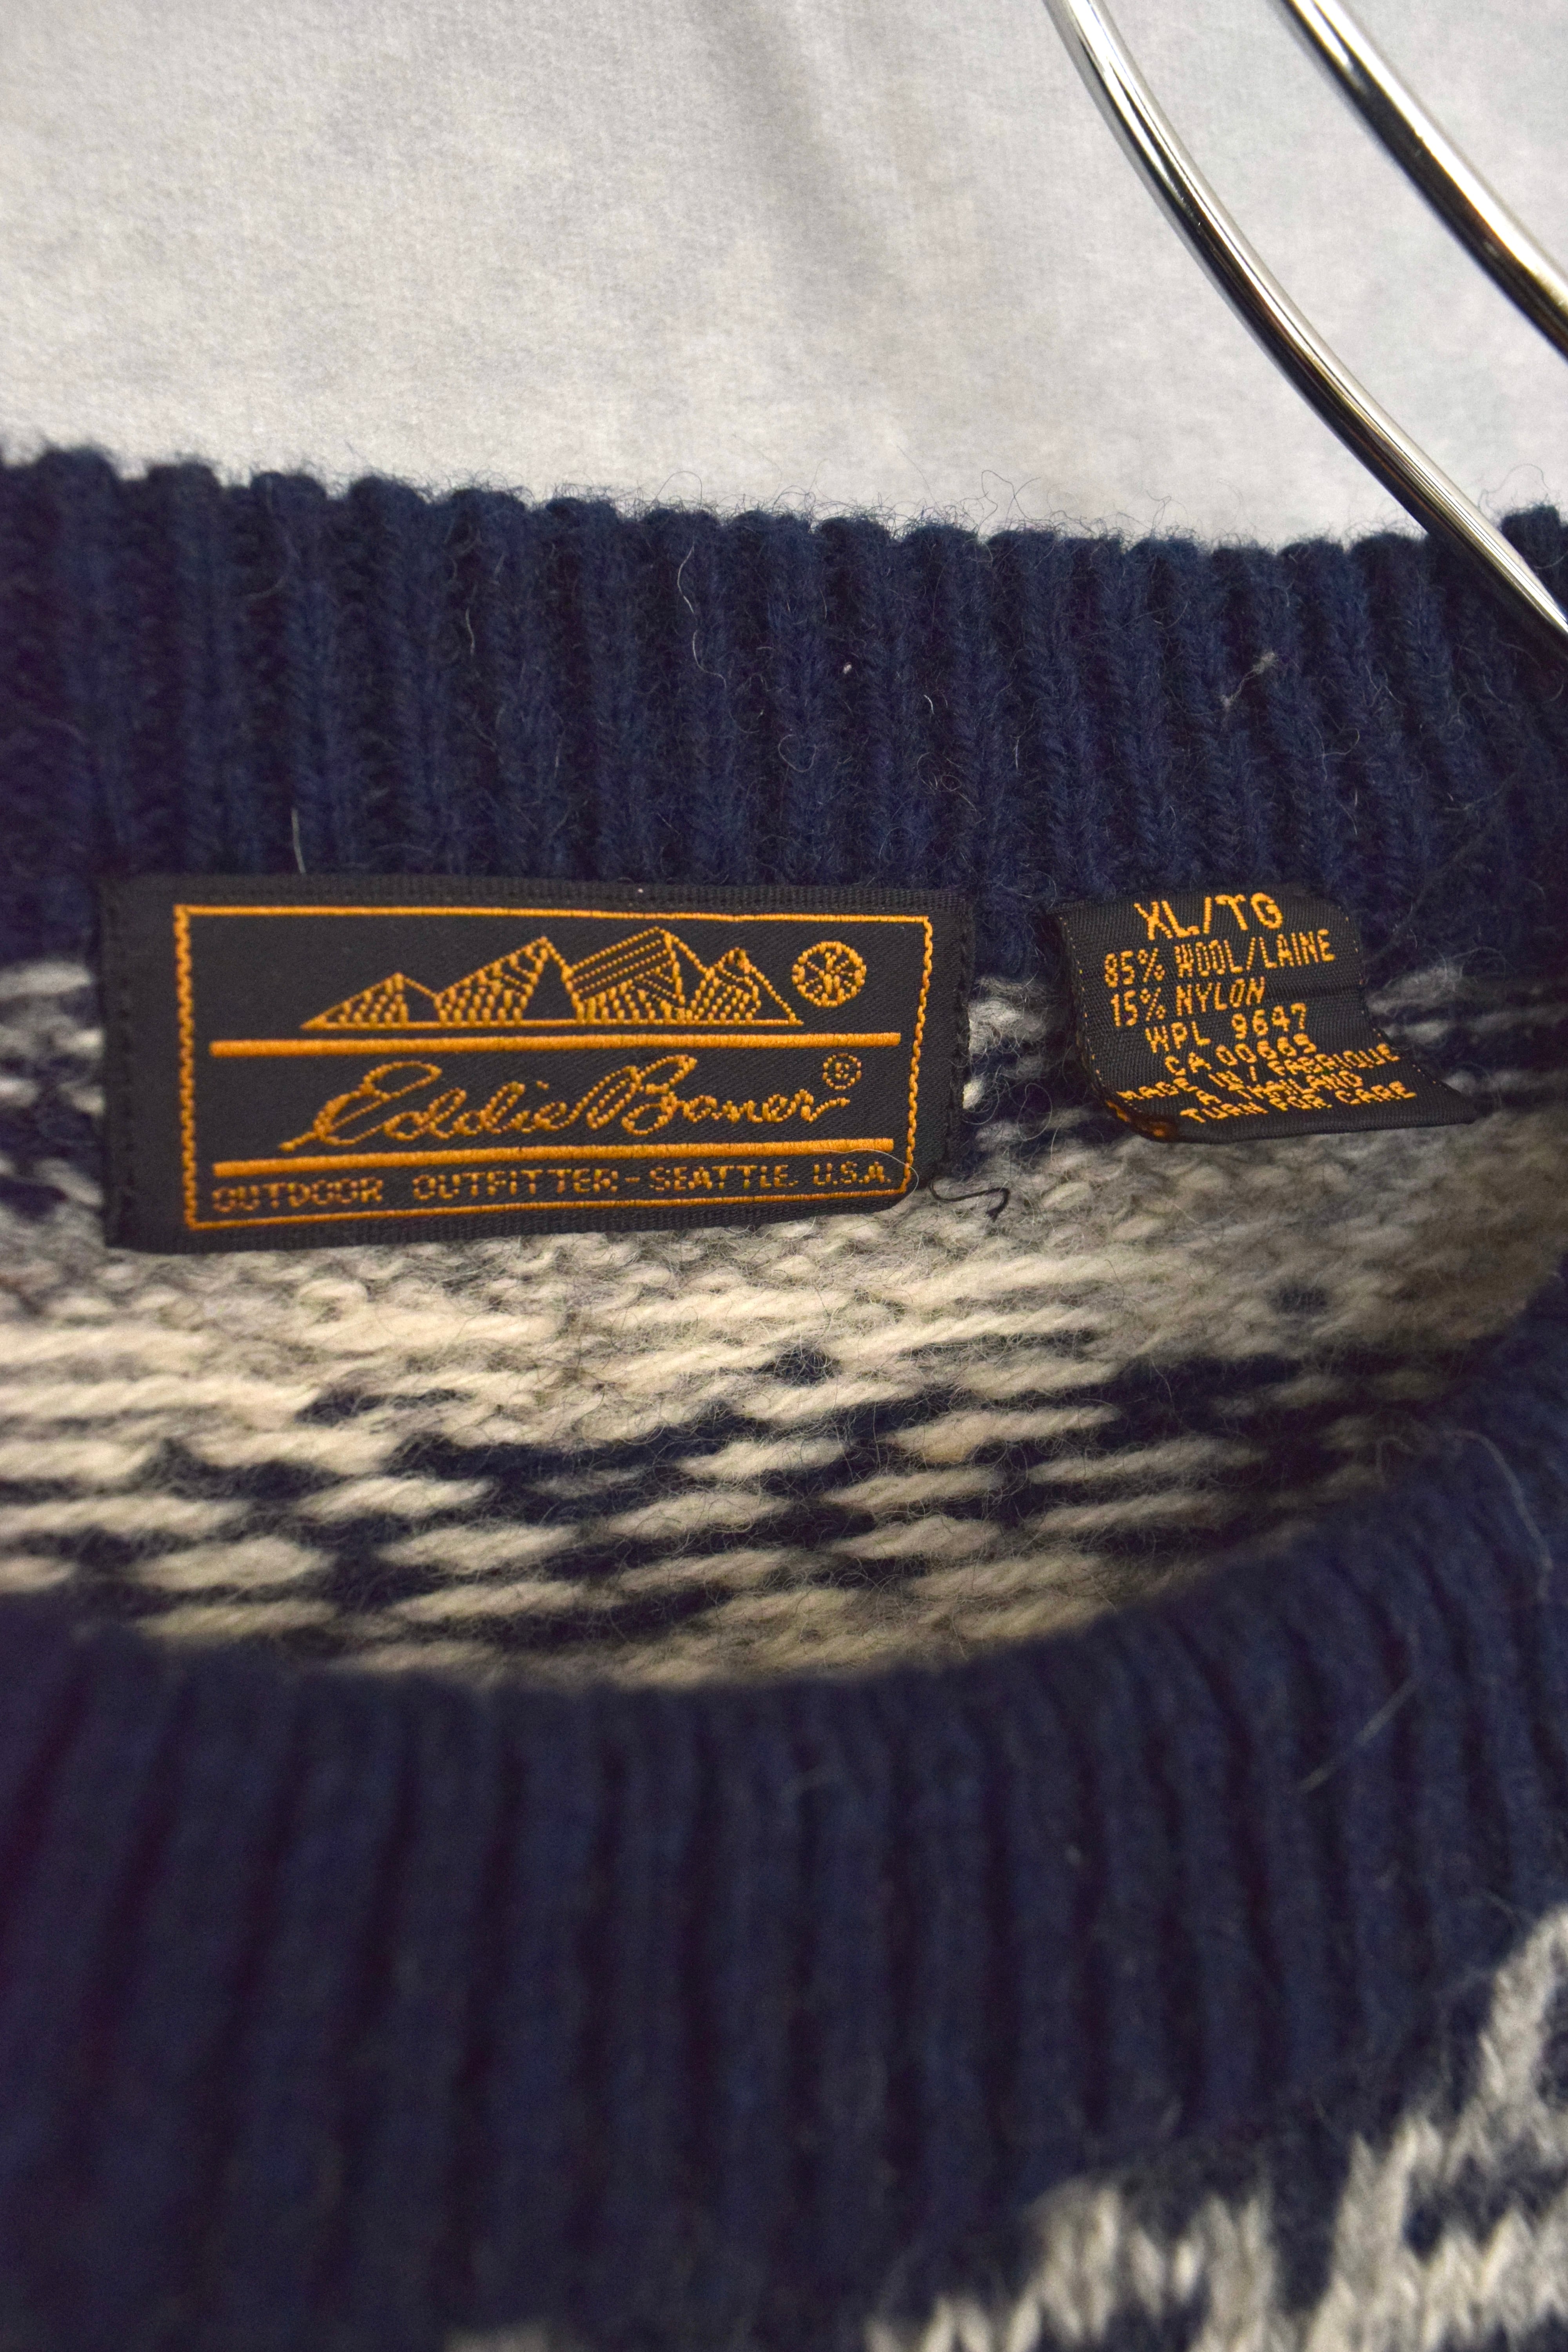 Eddie Bauer®
OUTDOOR OUTFITTER-SEATTLE. U.S.A.
XL/TG
85% WOOL/LAINE
15% NYLON
WPL 9647
CA 00665
MADE IN/FABRIQUE
A THAILAND
TURN FOR CARE